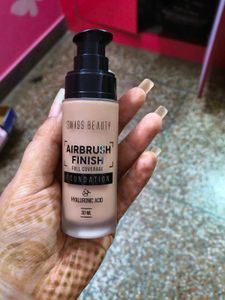 SWISS BEAUTY
AIRBRUSH
FINISH
FULL COVERAGE
FOUNDATION
HYALURONIC ACID
30 ML